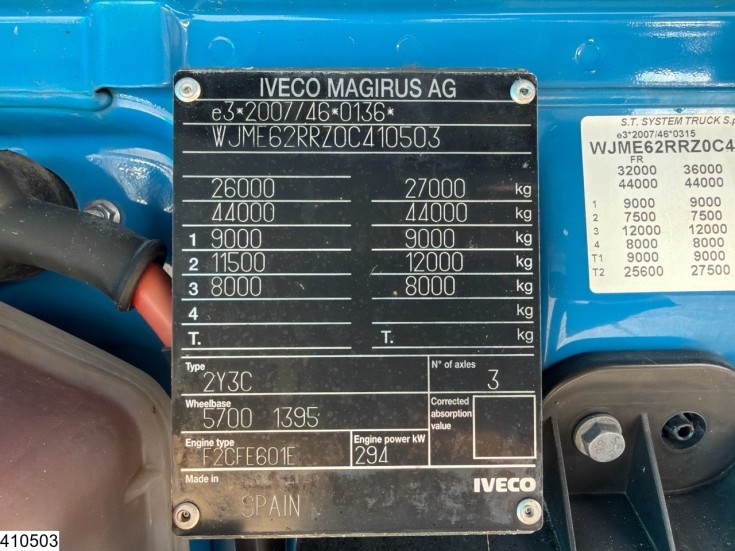 IVECO MAGIRUS AG
e3*2007/46*0136*
WJME62RRZ0C410503
26000 27000 kg
44000 44000 kg
1 9000 9000 kg
2 11500 12000 kg
3 8000 8000 kg
4 kg
T. T. kg
Type
2Y3C
N° of axles
3
Wheelbase
5700 1395
Corrected absorption value
Engine type
F2CFE601E
Engine power kW
294
Made in
SPAIN
IVECO
S.T. SYSTEM TRUCK S.p
e3*2007/46*0315
WJME62RRZ0C4
FR
32000 36000
44000 44000
1 9000 9000
2 7500 7500
3 12000 12000
4 8000 8000
T1 9000 9000
T2 25600 27500
410503